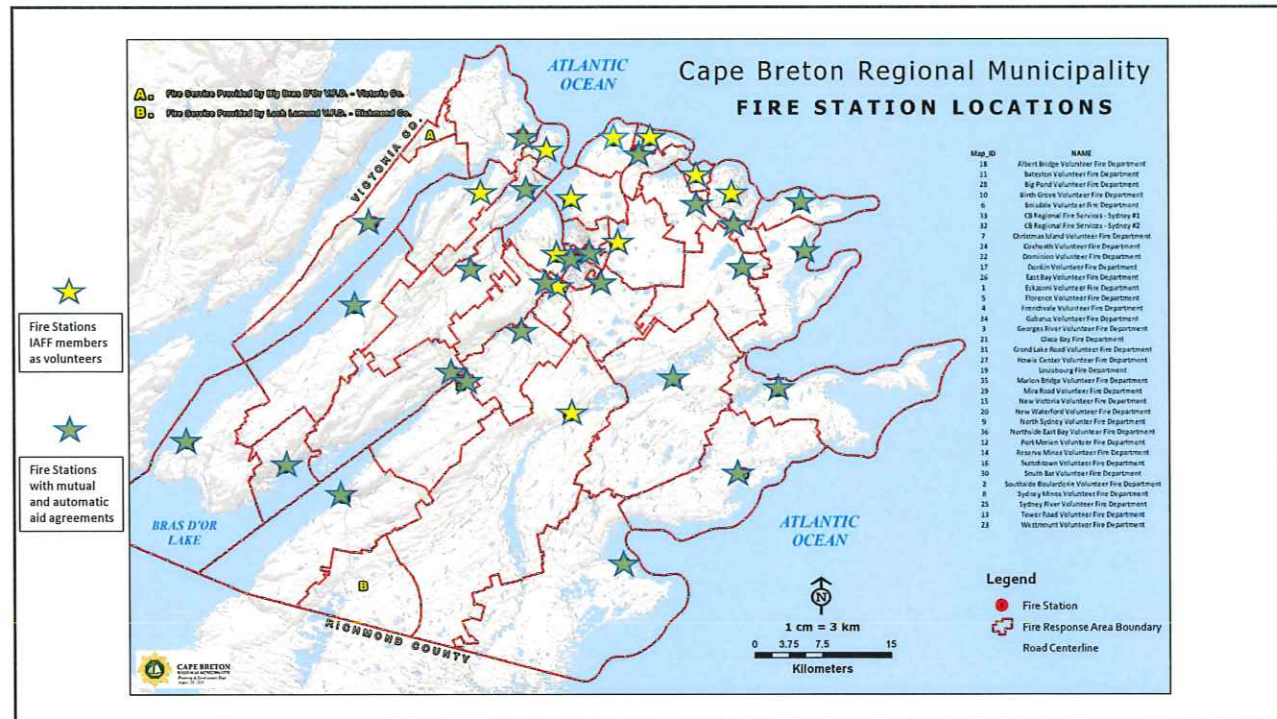 ATLANTIC
OCEAN
Cape Breton Regional Municipality
FIRE STATION LOCATIONS
A. Fire Service Provided by Big Bras D'Or V.F.D. - Victoria Co.
B. Fire Service Provided by Loch Lomond V.F.D. - Richmond Co.
VICTORIA CO.
A
Map_ID NAME
18 Albert Bridge Volunteer Fire Department
11 Bateston Volunteer Fire Department
28 Big Pond Volunteer Fire Department
10 Birch Grove Volunteer Fire Department
6 Boisdale Volunteer Fire Department
33 CB Regional Fire Services - Sydney #1
32 CB Regional Fire Services - Sydney #2
7 Christmas Island Volunteer Fire Department
24 Coxheath Volunteer Fire Department
22 Dominion Volunteer Fire Department
17 Donkin Volunteer Fire Department
26 East Bay Volunteer Fire Department
1 Eskasoni Volunteer Fire Department
5 Florence Volunteer Fire Department
4 Frenchvale Volunteer Fire Department
34 Gabarus Volunteer Fire Department
3 Georges River Volunteer Fire Department
21 Glace Bay Fire Department
31 Grand Lake Road Volunteer Fire Department
27 Howie Center Volunteer Fire Department
19 Louisbourg Fire Department
35 Marion Bridge Volunteer Fire Department
29 Mira Road Volunteer Fire Department
15 New Victoria Volunteer Fire Department
20 New Waterford Volunteer Fire Department
9 North Sydney Volunter Fire Department
36 Northside East Bay Volunteer Fire Department
12 Port Morien Volunteer Fire Department
14 Reserve Mines Volunteer Fire Department
16 Scotchtown Volunteer Fire Department
30 South Bar Volunteer Fire Department
2 Southside Boularderie Volunteer Fire Department
8 Sydney Mines Volunteer Fire Department
25 Sydney River Volunteer Fire Department
13 Tower Road Volunteer Fire Department
23 Westmount Volunteer Fire Department
Fire Stations
IAFF members
as volunteers
Fire Stations
with mutual
and automatic
aid agreements
BRAS D'OR
LAKE
ATLANTIC
OCEAN
B
RICHMOND COUNTY
N
1 cm = 3 km
0 3.75 7.5 15
Kilometers
Legend
Fire Station
Fire Response Area Boundary
Road Centerline
CAPE BRETON
REGIONAL MUNICIPALITY